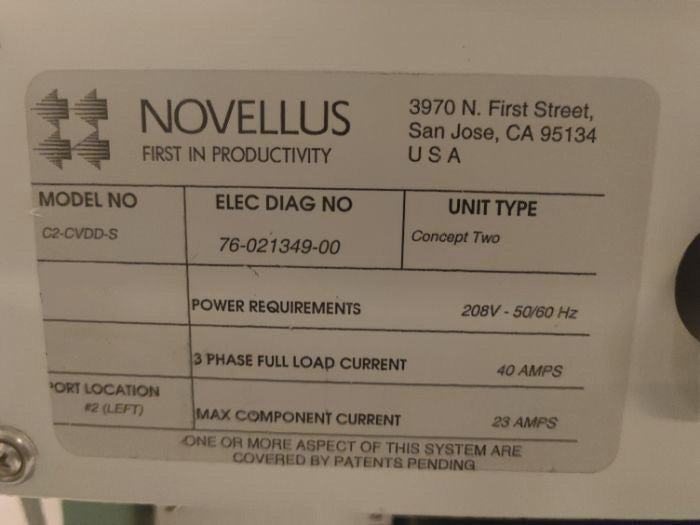 NOVELLUS
FIRST IN PRODUCTIVITY
3970 N. First Street,
San Jose, CA 95134
U S A
MODEL NO
C2-CVDD-S
ELEC DIAG NO
76-021349-00
UNIT TYPE
Concept Two
POWER REQUIREMENTS 208V - 50/60 Hz
3 PHASE FULL LOAD CURRENT 40 AMPS
PORT LOCATION
#2 (LEFT)
MAX COMPONENT CURRENT 23 AMPS
ONE OR MORE ASPECT OF THIS SYSTEM ARE
COVERED BY PATENTS PENDING